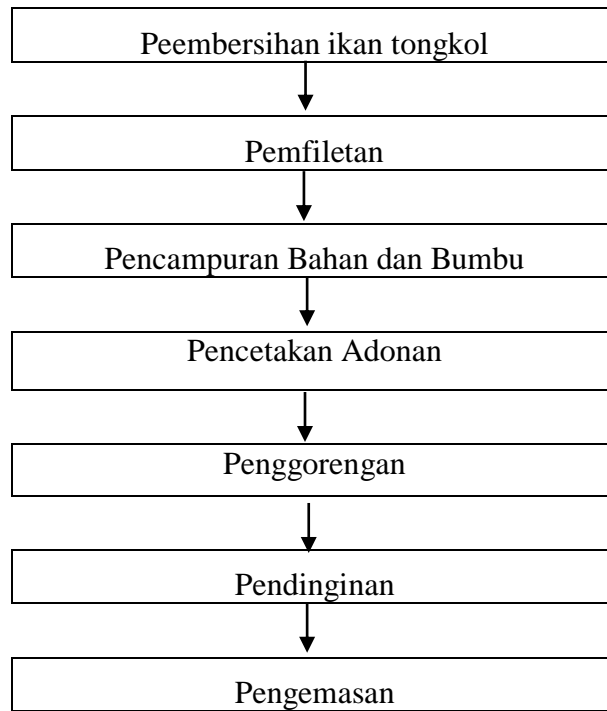 Peembersihan ikan tongkol
Pemfiletan
Pencampuran Bahan dan Bumbu
Pencetakan Adonan
Penggorengan
Pendinginan
Pengemasan